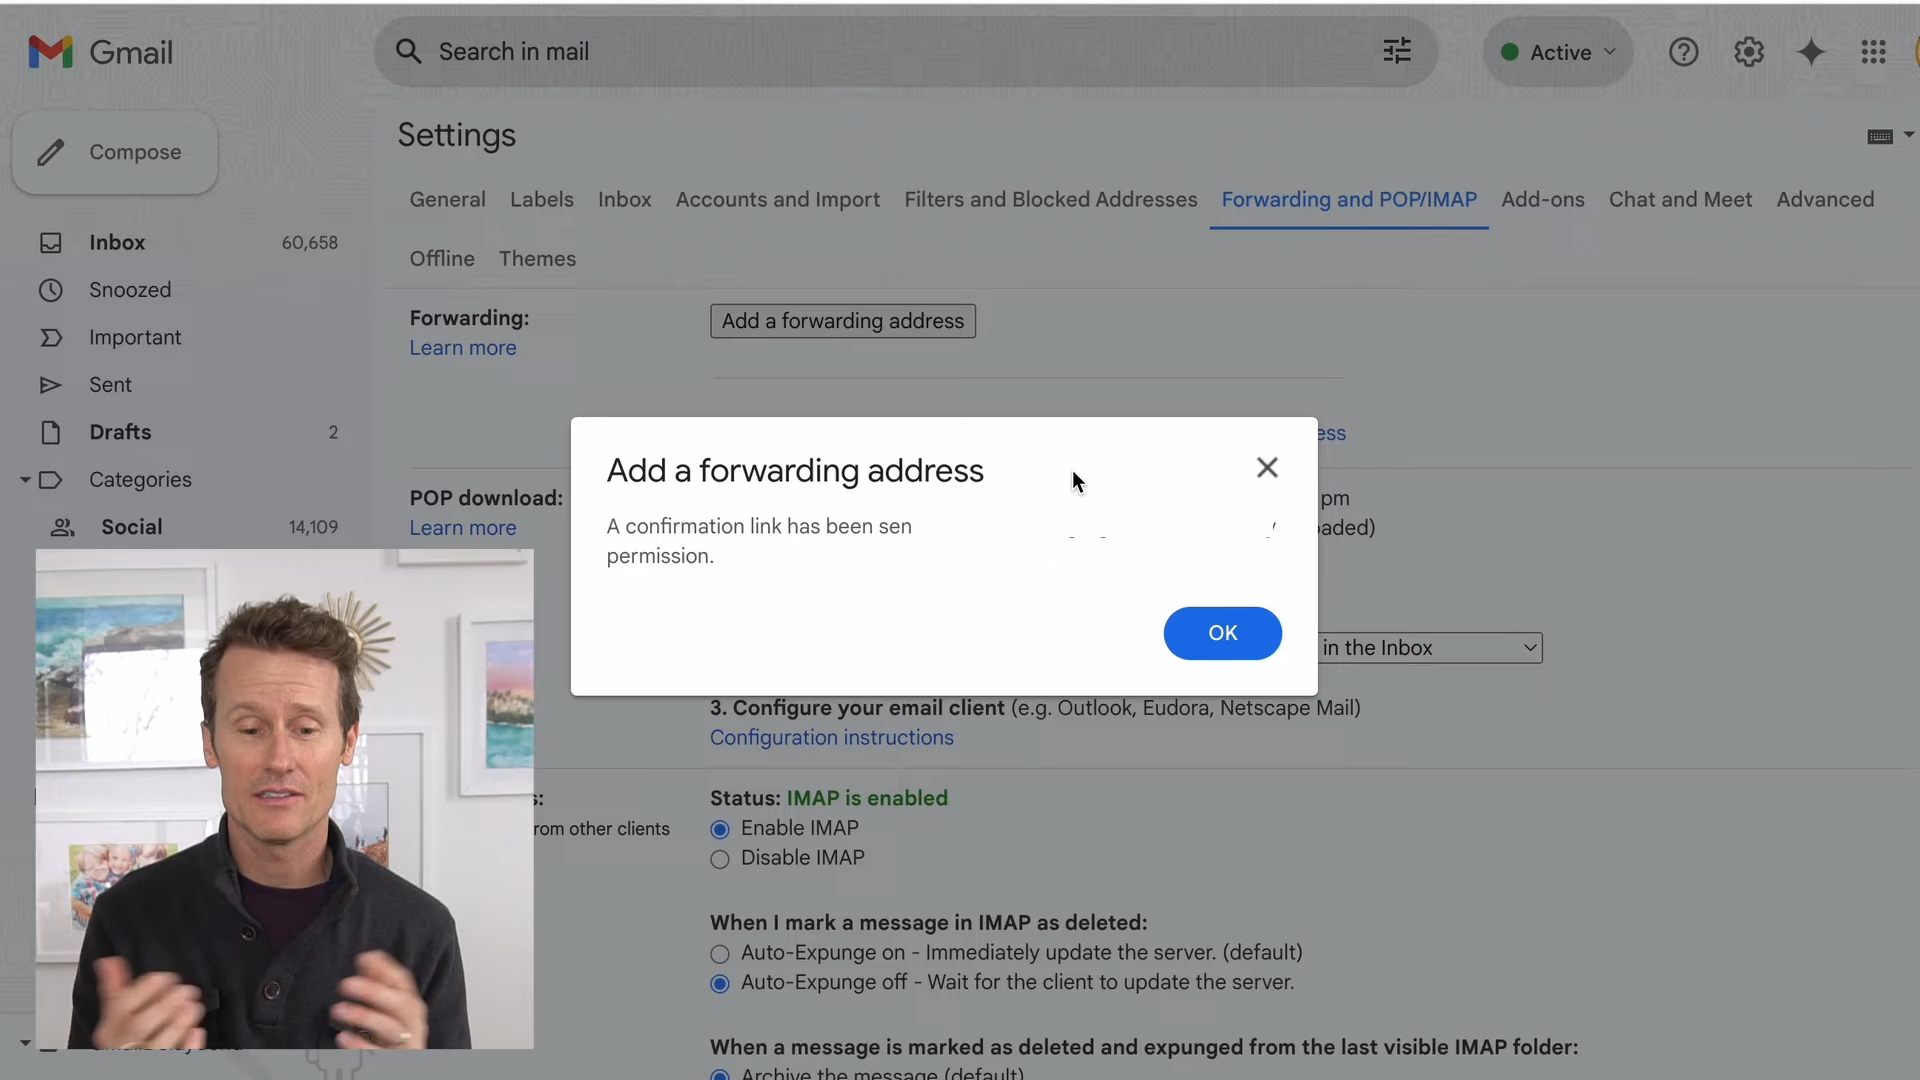 Gmail
Search in mail
Active
Compose
Settings
General Labels Inbox Accounts and Import Filters and Blocked Addresses Forwarding and POP/IMAP Add-ons Chat and Meet Advanced
Offline Themes
Inbox 60,658
Snoozed
Important
Sent
Drafts 2
Categories
Social 14,109
Forwarding:
Learn more
Add a forwarding address
POP download:
Learn more
pm
Add a forwarding address
A confirmation link has been sen
permission.
OK
in the Inbox
3. Configure your email client (e.g. Outlook, Eudora, Netscape Mail)
Configuration instructions
from other clients
Status: IMAP is enabled
Enable IMAP
Disable IMAP
When I mark a message in IMAP as deleted:
Auto-Expunge on - Immediately update the server. (default)
Auto-Expunge off - Wait for the client to update the server.
When a message is marked as deleted and expunged from the last visible IMAP folder:
Archive the message (default)